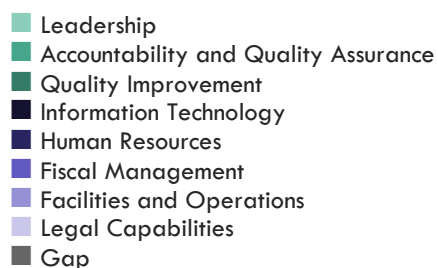 Leadership
Accountability and Quality Assurance
Quality Improvement
Information Technology
Human Resources
Fiscal Management
Facilities and Operations
Legal Capabilities
Gap